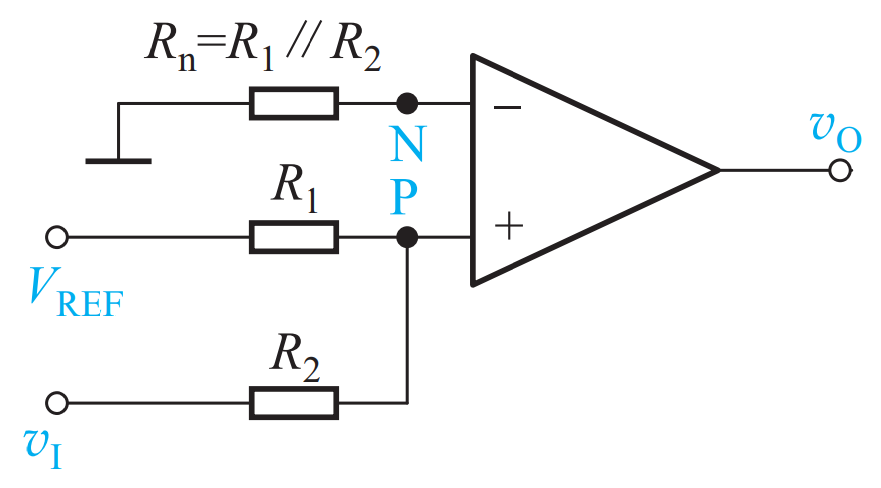 Rn=R1 // R2
−
N
vO
R1
P
+
VREF
R2
vI